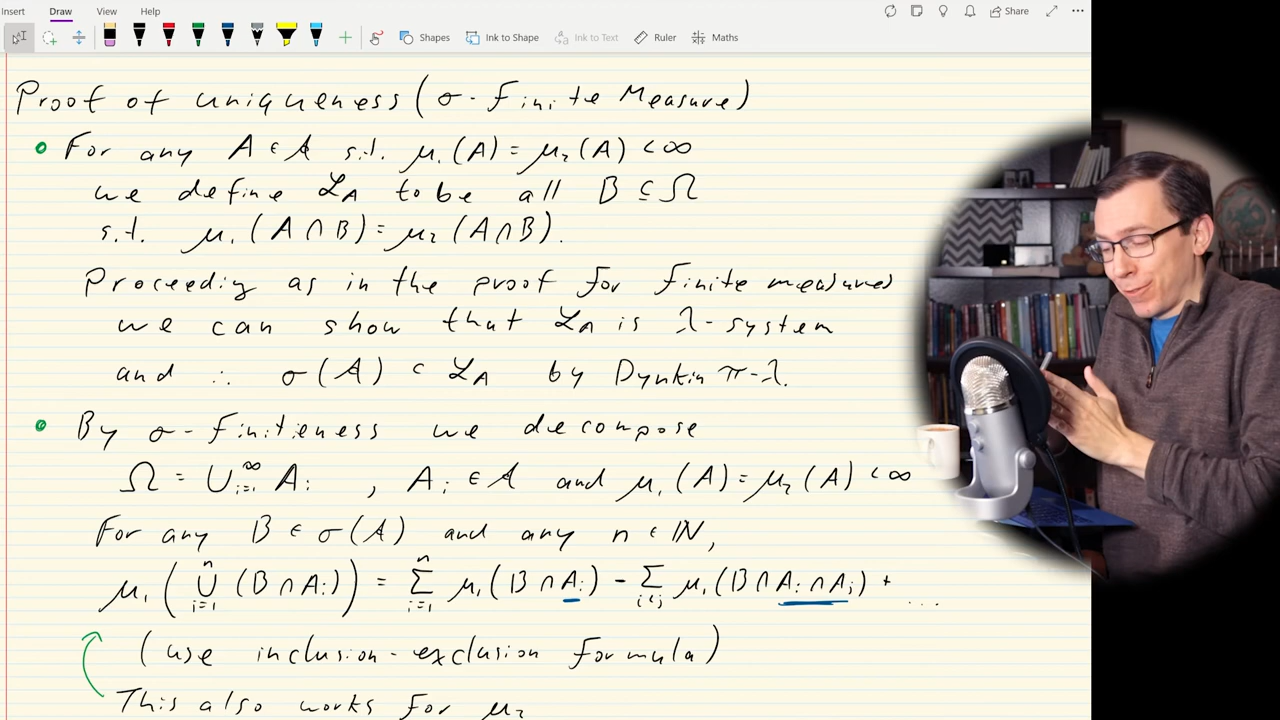 Insert Draw View Help Share
Shapes Ink to Shape Ink to Text Ruler Maths
Proof of uniqueness (σ-Finite Measure)
For any A ∈ 𝒜 s.t. μ₁(A) = μ₂(A) < ∞
we define ℒ_A to be all B ⊆ Ω
s.t. μ₁(A ∩ B) = μ₂(A ∩ B).
Proceeding as in the proof for finite measures
we can show that ℒ_A is λ-system
and ∴ σ(𝒜) ⊂ ℒ_A by Dynkin π-λ.
By σ-finitieness we decompose
Ω = ∪_{i=1}^∞ A_i , A_i ∈ 𝒜 and μ₁(A) = μ₂(A) < ∞
For any B ∈ σ(𝒜) and any n ∈ ℕ,
μ₁(∪_{i=1}^n (B ∩ A_i)) = Σ_{i=1}^n μ₁(B ∩ A_i) - Σ_{i<j} μ₁(B ∩ A_i ∩ A_j) + ...
(use inclusion-exclusion formula)
This also works for μ₂